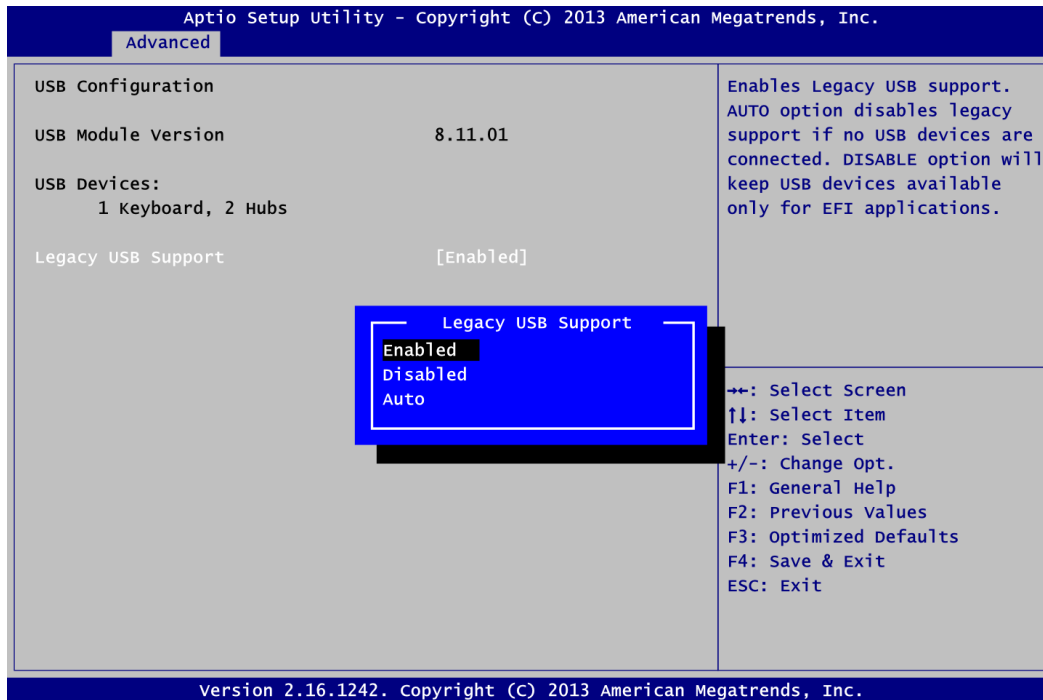 Aptio Setup Utility - Copyright (C) 2013 American Megatrends, Inc.
Advanced
USB Configuration
USB Module Version 8.11.01
USB Devices:
1 Keyboard, 2 Hubs
Legacy USB Support [Enabled]
Legacy USB Support
Enabled
Disabled
Auto
Enables Legacy USB support.
AUTO option disables legacy
support if no USB devices are
connected. DISABLE option will
keep USB devices available
only for EFI applications.
→←: Select Screen
↑↓: Select Item
Enter: Select
+/-: Change Opt.
F1: General Help
F2: Previous Values
F3: Optimized Defaults
F4: Save & Exit
ESC: Exit
Version 2.16.1242. Copyright (C) 2013 American Megatrends, Inc.